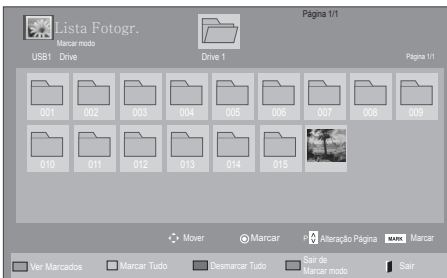 Página 1/1
Lista Fotogr.
Marcar modo
USB1 Drive
Drive 1
Página 1/1
001 002 003 004 005 006 007 008 009
010 011 012 013 014 015
Mover
Marcar
P Alteração Página
MARK Marcar
Ver Marcados
Marcar Tudo
Desmarcar Tudo
Sair de
Marcar modo
Sair